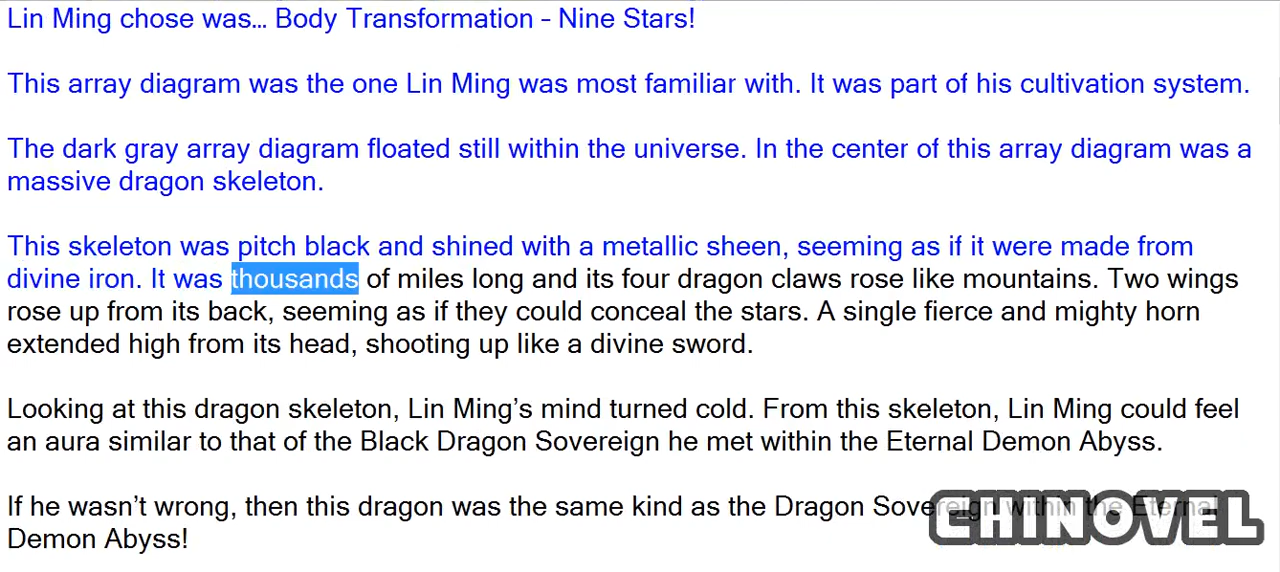 Lin Ming chose was... Body Transformation - Nine Stars!
This array diagram was the one Lin Ming was most familiar with. It was part of his cultivation system.
The dark gray array diagram floated still within the universe. In the center of this array diagram was a
massive dragon skeleton.
This skeleton was pitch black and shined with a metallic sheen, seeming as if it were made from
divine iron. It was thousands of miles long and its four dragon claws rose like mountains. Two wings
rose up from its back, seeming as if they could conceal the stars. A single fierce and mighty horn
extended high from its head, shooting up like a divine sword.
Looking at this dragon skeleton, Lin Ming’s mind turned cold. From this skeleton, Lin Ming could feel
an aura similar to that of the Black Dragon Sovereign he met within the Eternal Demon Abyss.
If he wasn’t wrong, then this dragon was the same kind as the Dragon Sovereign within the Eternal
Demon Abyss!
CHINOVEL